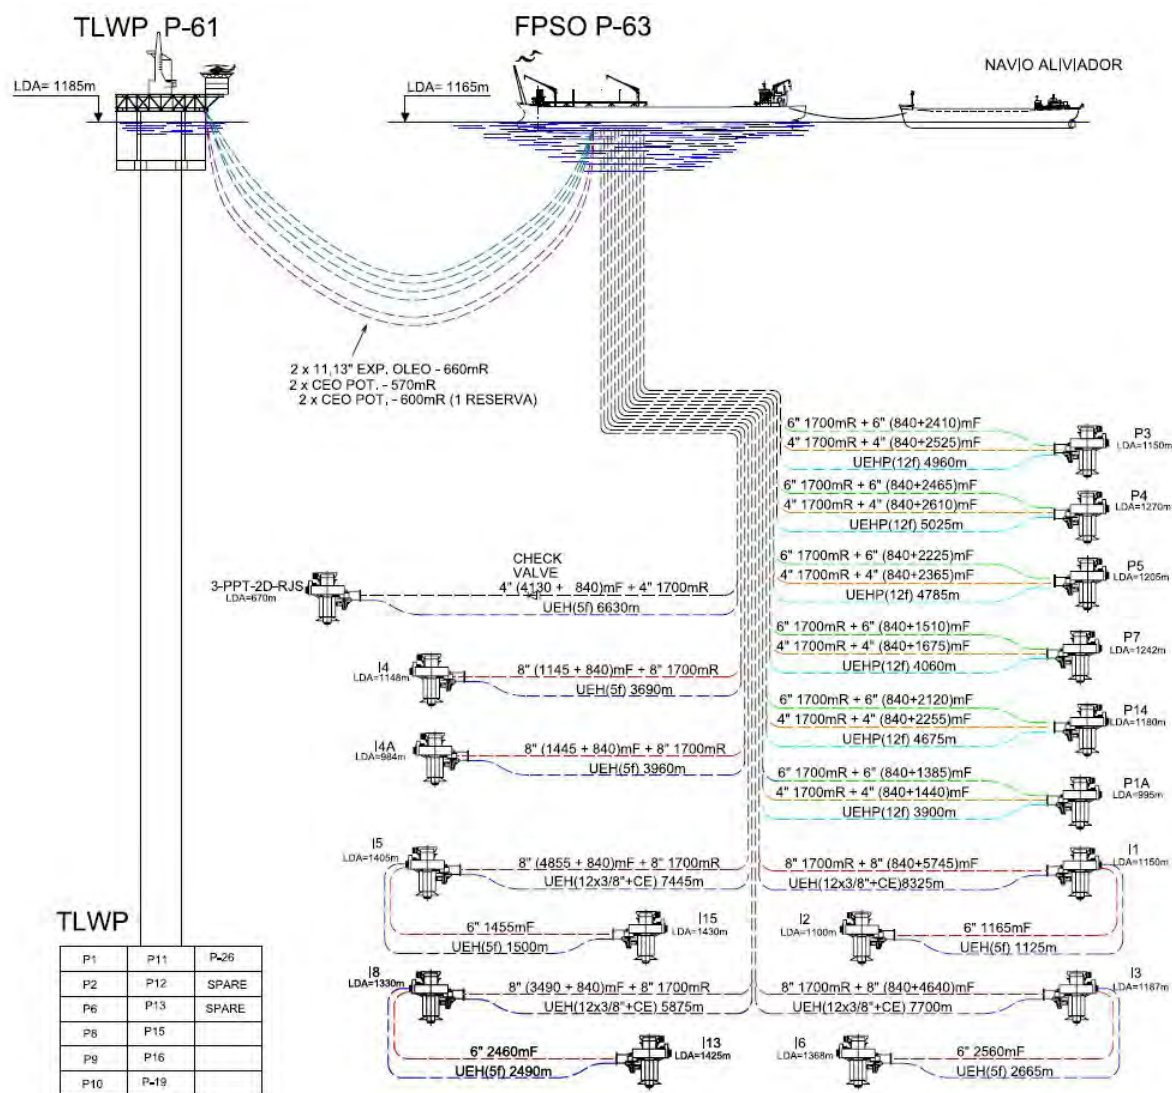 TLWP P-61
FPSO P-63
NAVIO ALIVIADOR
LDA= 1185m
LDA= 1165m
2 x 11,13" EXP. OLEO - 660mR
2 x CEO POT. - 570mR
2 x CEO POT. - 600mR (1 RESERVA)
6" 1700mR + 6" (840+2410)mF
4" 1700mR + 4" (840+2525)mF
UEHP(12f) 4960m
P3
LDA=1150m
6" 1700mR + 6" (840+2465)mF
4" 1700mR + 4" (840+2610)mF
UEHP(12f) 5025m
P4
LDA=1270m
6" 1700mR + 6" (840+2225)mF
4" 1700mR + 4" (840+2365)mF
UEHP(12f) 4785m
P5
LDA=1205m
3-PPT-2D-RJS
LDA=670m
CHECK
VALVE
4" (4130 + 840)mF + 4" 1700mR
UEH(5f) 6630m
6" 1700mR + 6" (840+1510)mF
4" 1700mR + 4" (840+1675)mF
UEHP(12f) 4060m
P7
LDA=1242m
I4
LDA=1148m
8" (1145 + 840)mF + 8" 1700mR
UEH(5f) 3690m
6" 1700mR + 6" (840+2120)mF
4" 1700mR + 4" (840+2255)mF
UEHP(12f) 4675m
P14
LDA=1180m
I4A
LDA=984m
8" (1445 + 840)mF + 8" 1700mR
UEH(5f) 3960m
6" 1700mR + 6" (840+1385)mF
4" 1700mR + 4" (840+1440)mF
UEHP(12f) 3900m
P1A
LDA=995m
I5
LDA=1405m
8" (4855 + 840)mF + 8" 1700mR
UEH(12x3/8"+CE) 7445m
8" 1700mR + 8" (840+5745)mF
UEH(12x3/8"+CE)8325m
I1
LDA=1150m
6" 1455mF
UEH(5f) 1500m
I15
LDA=1430m
I2
LDA=1100m
6" 1165mF
UEH(5f) 1125m
I8
LDA=1330m
8" (3490 + 840)mF + 8" 1700mR
UEH(12x3/8"+CE) 5875m
8" 1700mR + 8" (840+4640)mF
UEH(12x3/8"+CE) 7700m
I3
LDA=1187m
6" 2460mF
UEH(5f) 2490m
I13
LDA=1425m
I6
LDA=1368m
6" 2560mF
UEH(5f) 2665m
TLWP
P1 P11 P-26
P2 P12 SPARE
P6 P13 SPARE
P8 P15
P9 P16
P10 P-19